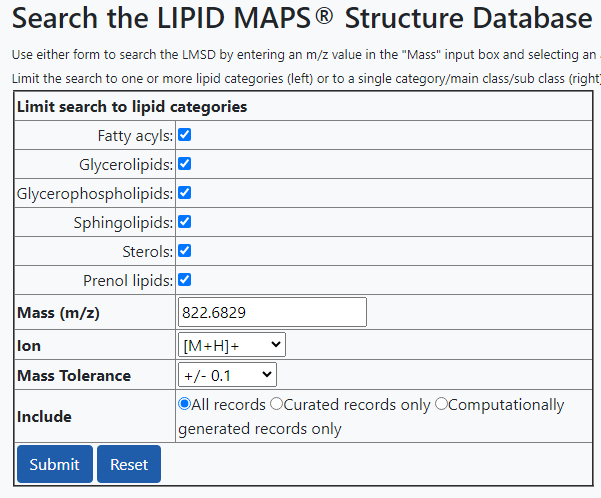 Search the LIPID MAPS® Structure Database
Use either form to search the LMSD by entering an m/z value in the "Mass" input box and selecting an
Limit the search to one or more lipid categories (left) or to a single category/main class/sub class (right)
Limit search to lipid categories
Fatty acyls:
Glycerolipids:
Glycerophospholipids:
Sphingolipids:
Sterols:
Prenol lipids:
Mass (m/z) 822.6829
Ion [M+H]+
Mass Tolerance +/- 0.1
Include All records Curated records only Computationally
generated records only
Submit Reset